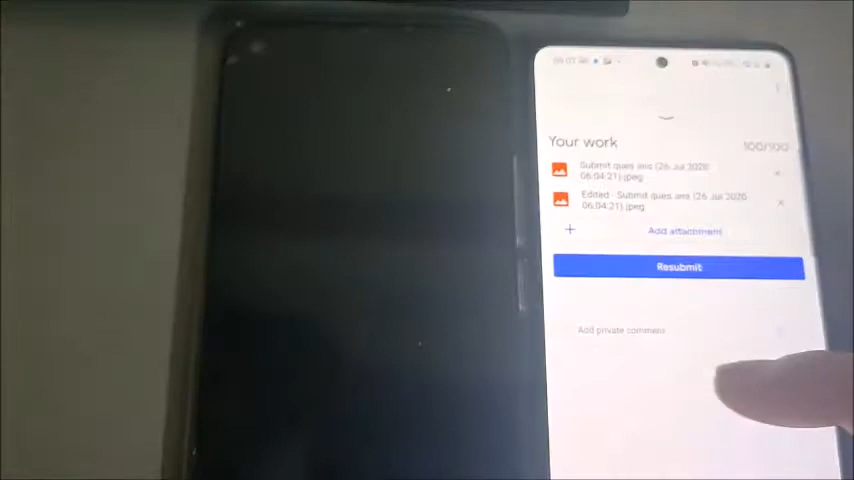 Your work
100/100
Submit ques ans (26 Jul 2020
06:04:21).jpeg
Edited - Submit ques ans (26 Jul 2020
06:04:21).jpeg
Add attachment
Resubmit
Add private comment